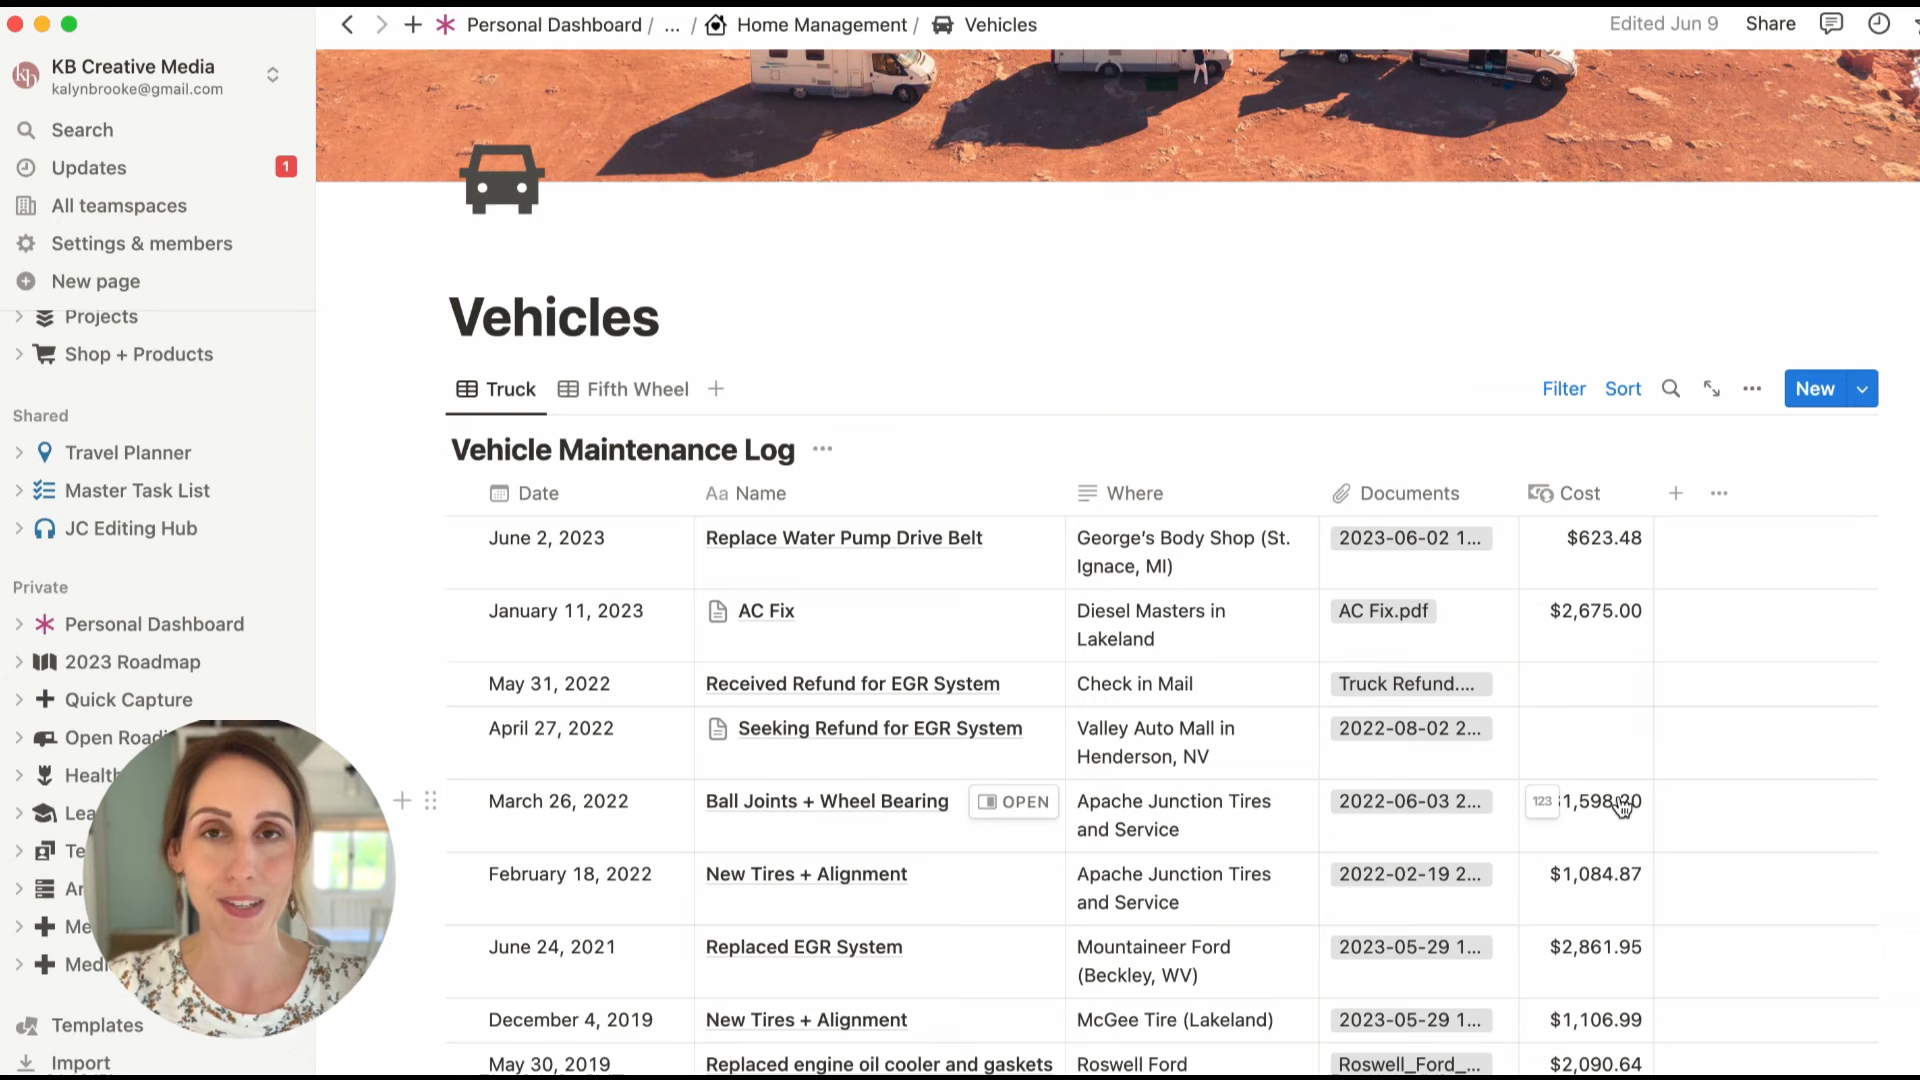 Personal Dashboard / ... / Home Management / Vehicles
Edited Jun 9 Share
KB Creative Media
kalynbrooke@gmail.com
Search
Updates 1
All teamspaces
Settings & members
New page
Projects
Shop + Products
Shared
Travel Planner
Master Task List
JC Editing Hub
Private
Personal Dashboard
2023 Roadmap
Quick Capture
Open Road
Health
Lea
Te
Ar
Me
Medi
Templates
Import
Vehicles
Truck Fifth Wheel
Filter Sort New
Vehicle Maintenance Log
Date Aa Name Where Documents Cost
June 2, 2023 Replace Water Pump Drive Belt George's Body Shop (St. Ignace, MI) 2023-06-02 1... $623.48
January 11, 2023 AC Fix Diesel Masters in Lakeland AC Fix.pdf $2,675.00
May 31, 2022 Received Refund for EGR System Check in Mail Truck Refund....
April 27, 2022 Seeking Refund for EGR System Valley Auto Mall in Henderson, NV 2022-08-02 2...
March 26, 2022 Ball Joints + Wheel Bearing OPEN Apache Junction Tires and Service 2022-06-03 2... 123
February 18, 2022 New Tires + Alignment Apache Junction Tires and Service 2022-02-19 2... $1,084.87
June 24, 2021 Replaced EGR System Mountaineer Ford (Beckley, WV) 2023-05-29 1... $2,861.95
December 4, 2019 New Tires + Alignment McGee Tire (Lakeland) 2023-05-29 1... $1,106.99
May 30, 2019 Replaced engine oil cooler and gaskets Roswell Ford Roswell_Ford_... $2,090.64